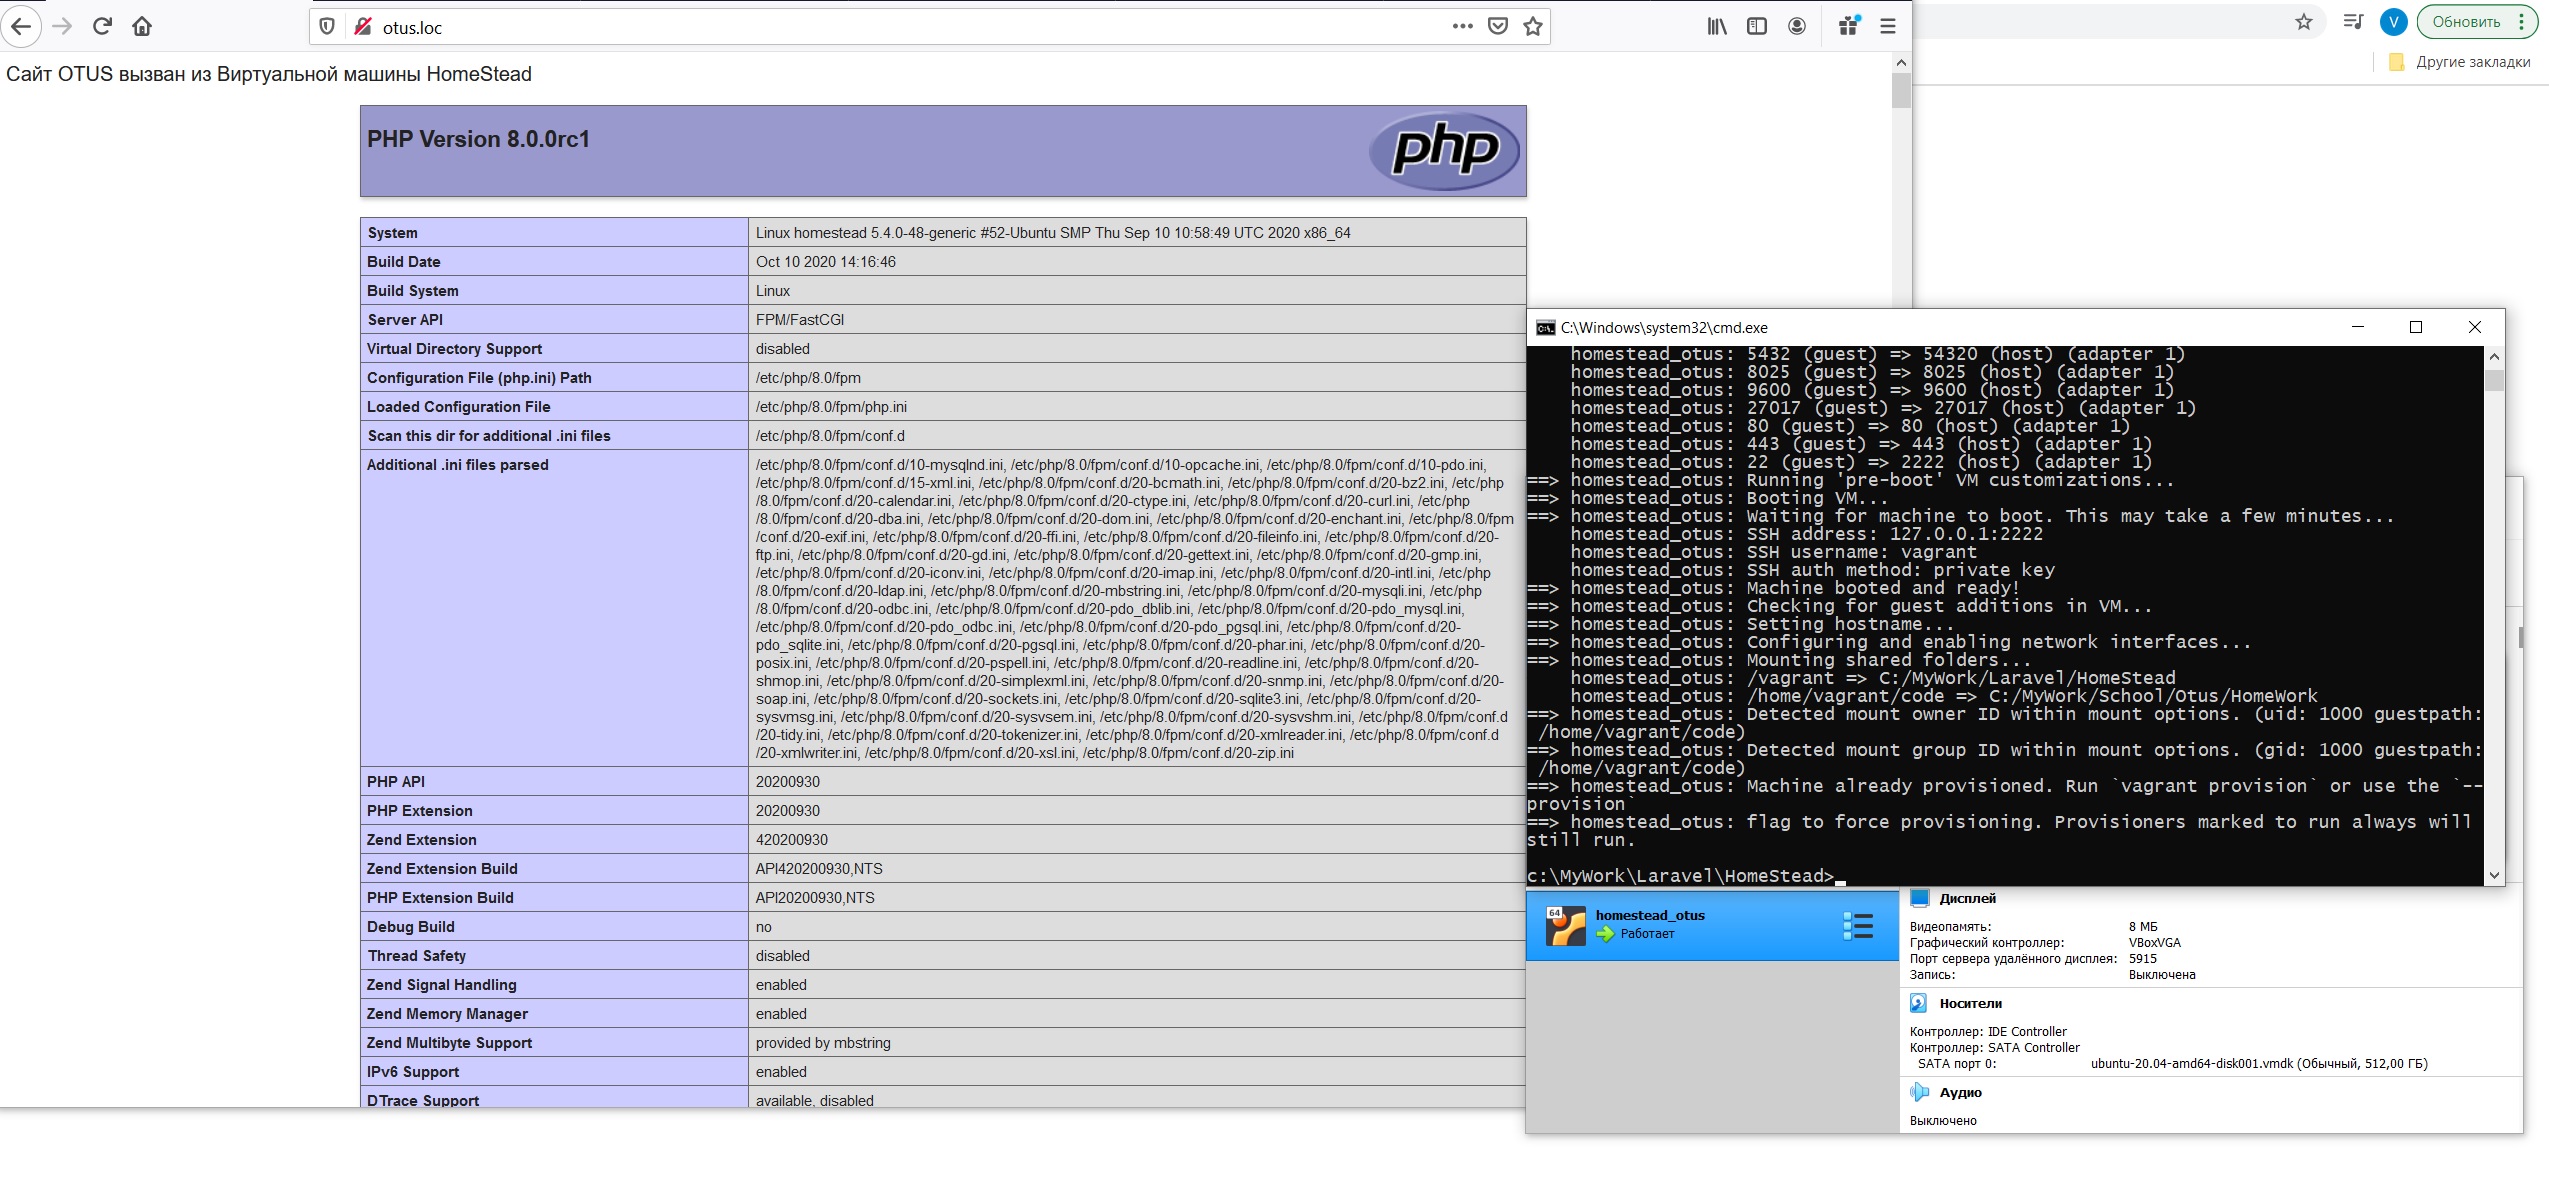 otus.loc
V
Обновить
Другие закладки
Сайт OTUS вызван из Виртуальной машины HomeStead
PHP Version 8.0.0rc1
php
System Linux homestead 5.4.0-48-generic #52-Ubuntu SMP Thu Sep 10 10:58:49 UTC 2020 x86_64
Build Date Oct 10 2020 14:16:46
Build System Linux
Server API FPM/FastCGI
Virtual Directory Support disabled
Configuration File (php.ini) Path /etc/php/8.0/fpm
Loaded Configuration File /etc/php/8.0/fpm/php.ini
Scan this dir for additional .ini files /etc/php/8.0/fpm/conf.d
Additional .ini files parsed /etc/php/8.0/fpm/conf.d/10-mysqlnd.ini, /etc/php/8.0/fpm/conf.d/10-opcache.ini, /etc/php/8.0/fpm/conf.d/10-pdo.ini,
/etc/php/8.0/fpm/conf.d/15-xml.ini, /etc/php/8.0/fpm/conf.d/20-bcmath.ini, /etc/php/8.0/fpm/conf.d/20-bz2.ini, /etc/php
/8.0/fpm/conf.d/20-calendar.ini, /etc/php/8.0/fpm/conf.d/20-ctype.ini, /etc/php/8.0/fpm/conf.d/20-curl.ini, /etc/php
/8.0/fpm/conf.d/20-dba.ini, /etc/php/8.0/fpm/conf.d/20-dom.ini, /etc/php/8.0/fpm/conf.d/20-enchant.ini, /etc/php/8.0/fpm
/conf.d/20-exif.ini, /etc/php/8.0/fpm/conf.d/20-ffi.ini, /etc/php/8.0/fpm/conf.d/20-fileinfo.ini, /etc/php/8.0/fpm/conf.d/20-
ftp.ini, /etc/php/8.0/fpm/conf.d/20-gd.ini, /etc/php/8.0/fpm/conf.d/20-gettext.ini, /etc/php/8.0/fpm/conf.d/20-gmp.ini,
/etc/php/8.0/fpm/conf.d/20-iconv.ini, /etc/php/8.0/fpm/conf.d/20-imap.ini, /etc/php/8.0/fpm/conf.d/20-intl.ini, /etc/php
/8.0/fpm/conf.d/20-ldap.ini, /etc/php/8.0/fpm/conf.d/20-mbstring.ini, /etc/php/8.0/fpm/conf.d/20-mysqli.ini, /etc/php
/8.0/fpm/conf.d/20-odbc.ini, /etc/php/8.0/fpm/conf.d/20-pdo_dblib.ini, /etc/php/8.0/fpm/conf.d/20-pdo_mysql.ini,
/etc/php/8.0/fpm/conf.d/20-pdo_odbc.ini, /etc/php/8.0/fpm/conf.d/20-pdo_pgsql.ini, /etc/php/8.0/fpm/conf.d/20-
pdo_sqlite.ini, /etc/php/8.0/fpm/conf.d/20-pgsql.ini, /etc/php/8.0/fpm/conf.d/20-phar.ini, /etc/php/8.0/fpm/conf.d/20-
posix.ini, /etc/php/8.0/fpm/conf.d/20-pspell.ini, /etc/php/8.0/fpm/conf.d/20-readline.ini, /etc/php/8.0/fpm/conf.d/20-
shmop.ini, /etc/php/8.0/fpm/conf.d/20-simplexml.ini, /etc/php/8.0/fpm/conf.d/20-snmp.ini, /etc/php/8.0/fpm/conf.d/20-
soap.ini, /etc/php/8.0/fpm/conf.d/20-sockets.ini, /etc/php/8.0/fpm/conf.d/20-sqlite3.ini, /etc/php/8.0/fpm/conf.d/20-
sysvmsg.ini, /etc/php/8.0/fpm/conf.d/20-sysvsem.ini, /etc/php/8.0/fpm/conf.d/20-sysvshm.ini, /etc/php/8.0/fpm/conf.d
/20-tidy.ini, /etc/php/8.0/fpm/conf.d/20-tokenizer.ini, /etc/php/8.0/fpm/conf.d/20-xmlreader.ini, /etc/php/8.0/fpm/conf.d
/20-xmlwriter.ini, /etc/php/8.0/fpm/conf.d/20-xsl.ini, /etc/php/8.0/fpm/conf.d/20-zip.ini
PHP API 20200930
PHP Extension 20200930
Zend Extension 420200930
Zend Extension Build API420200930,NTS
PHP Extension Build API20200930,NTS
Debug Build no
Thread Safety disabled
Zend Signal Handling enabled
Zend Memory Manager enabled
Zend Multibyte Support provided by mbstring
IPv6 Support enabled
DTrace Support available, disabled
C:\Windows\system32\cmd.exe
homestead_otus: 5432 (guest) => 54320 (host) (adapter 1)
homestead_otus: 8025 (guest) => 8025 (host) (adapter 1)
homestead_otus: 9600 (guest) => 9600 (host) (adapter 1)
homestead_otus: 27017 (guest) => 27017 (host) (adapter 1)
homestead_otus: 80 (guest) => 80 (host) (adapter 1)
homestead_otus: 443 (guest) => 443 (host) (adapter 1)
homestead_otus: 22 (guest) => 2222 (host) (adapter 1)
==> homestead_otus: Running 'pre-boot' VM customizations...
==> homestead_otus: Booting VM...
==> homestead_otus: Waiting for machine to boot. This may take a few minutes...
homestead_otus: SSH address: 127.0.0.1:2222
homestead_otus: SSH username: vagrant
homestead_otus: SSH auth method: private key
==> homestead_otus: Machine booted and ready!
==> homestead_otus: Checking for guest additions in VM...
==> homestead_otus: Setting hostname...
==> homestead_otus: Configuring and enabling network interfaces...
==> homestead_otus: Mounting shared folders...
homestead_otus: /vagrant => C:/MyWork/Laravel/HomeStead
homestead_otus: /home/vagrant/code => C:/MyWork/School/Otus/HomeWork
==> homestead_otus: Detected mount owner ID within mount options. (uid: 1000 guestpath:
/home/vagrant/code)
==> homestead_otus: Detected mount group ID within mount options. (gid: 1000 guestpath:
/home/vagrant/code)
==> homestead_otus: Machine already provisioned. Run `vagrant provision` or use the `--
provision`
==> homestead_otus: flag to force provisioning. Provisioners marked to run always will
still run.
c:\MyWork\Laravel\HomeStead>
64
homestead_otus
Работает
Дисплей
Видеопамять: 8 МБ
Графический контроллер: VBoxVGA
Порт сервера удалённого дисплея: 5915
Запись: Выключена
Носители
Контроллер: IDE Controller
Контроллер: SATA Controller
SATA порт 0: ubuntu-20.04-amd64-disk001.vmdk (Обычный, 512,00 ГБ)
Аудио
Выключено